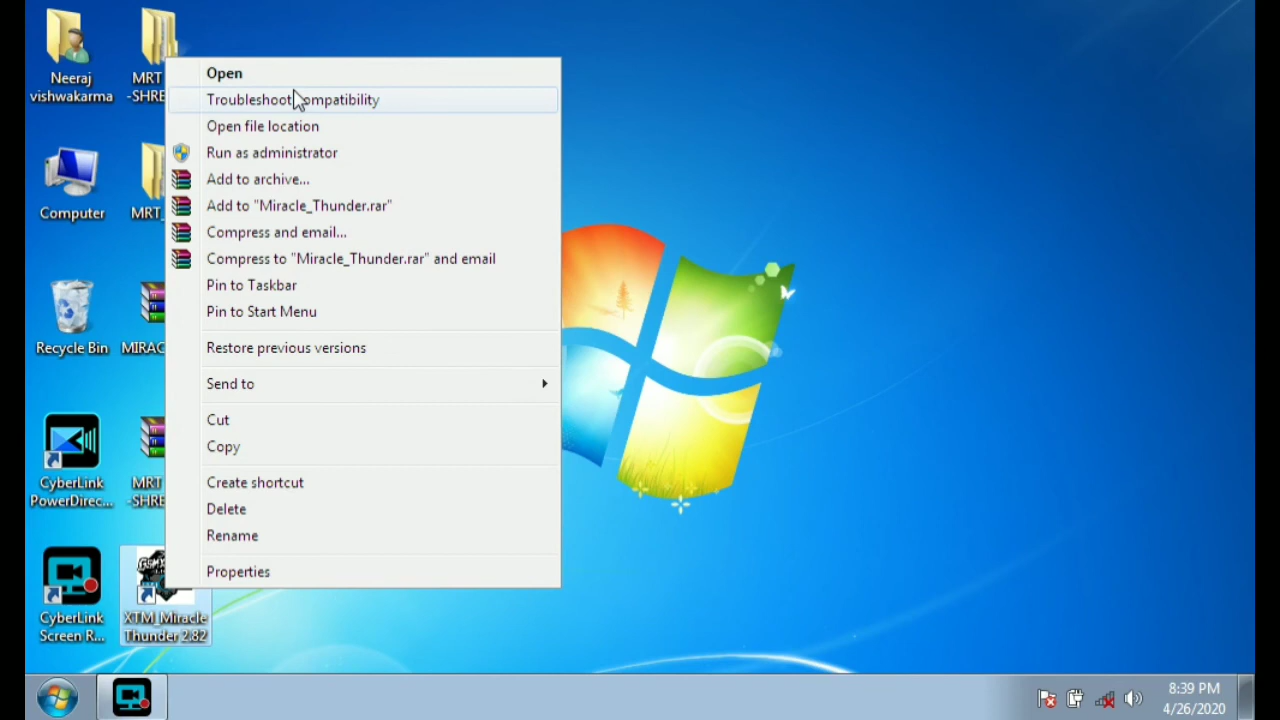 Neeraj
vishwakarma
MRT
-SHRE
Computer
MRT_
Recycle Bin
MIRAC
CyberLink
PowerDirec...
MRT
-SHRE
CyberLink
Screen R...
XTM_Miracle
Thunder 2.82
Open
Troubleshoot compatibility
Open file location
Run as administrator
Add to archive...
Add to "Miracle_Thunder.rar"
Compress and email...
Compress to "Miracle_Thunder.rar" and email
Pin to Taskbar
Pin to Start Menu
Restore previous versions
Send to
Cut
Copy
Create shortcut
Delete
Rename
Properties
8:39 PM
4/26/2020